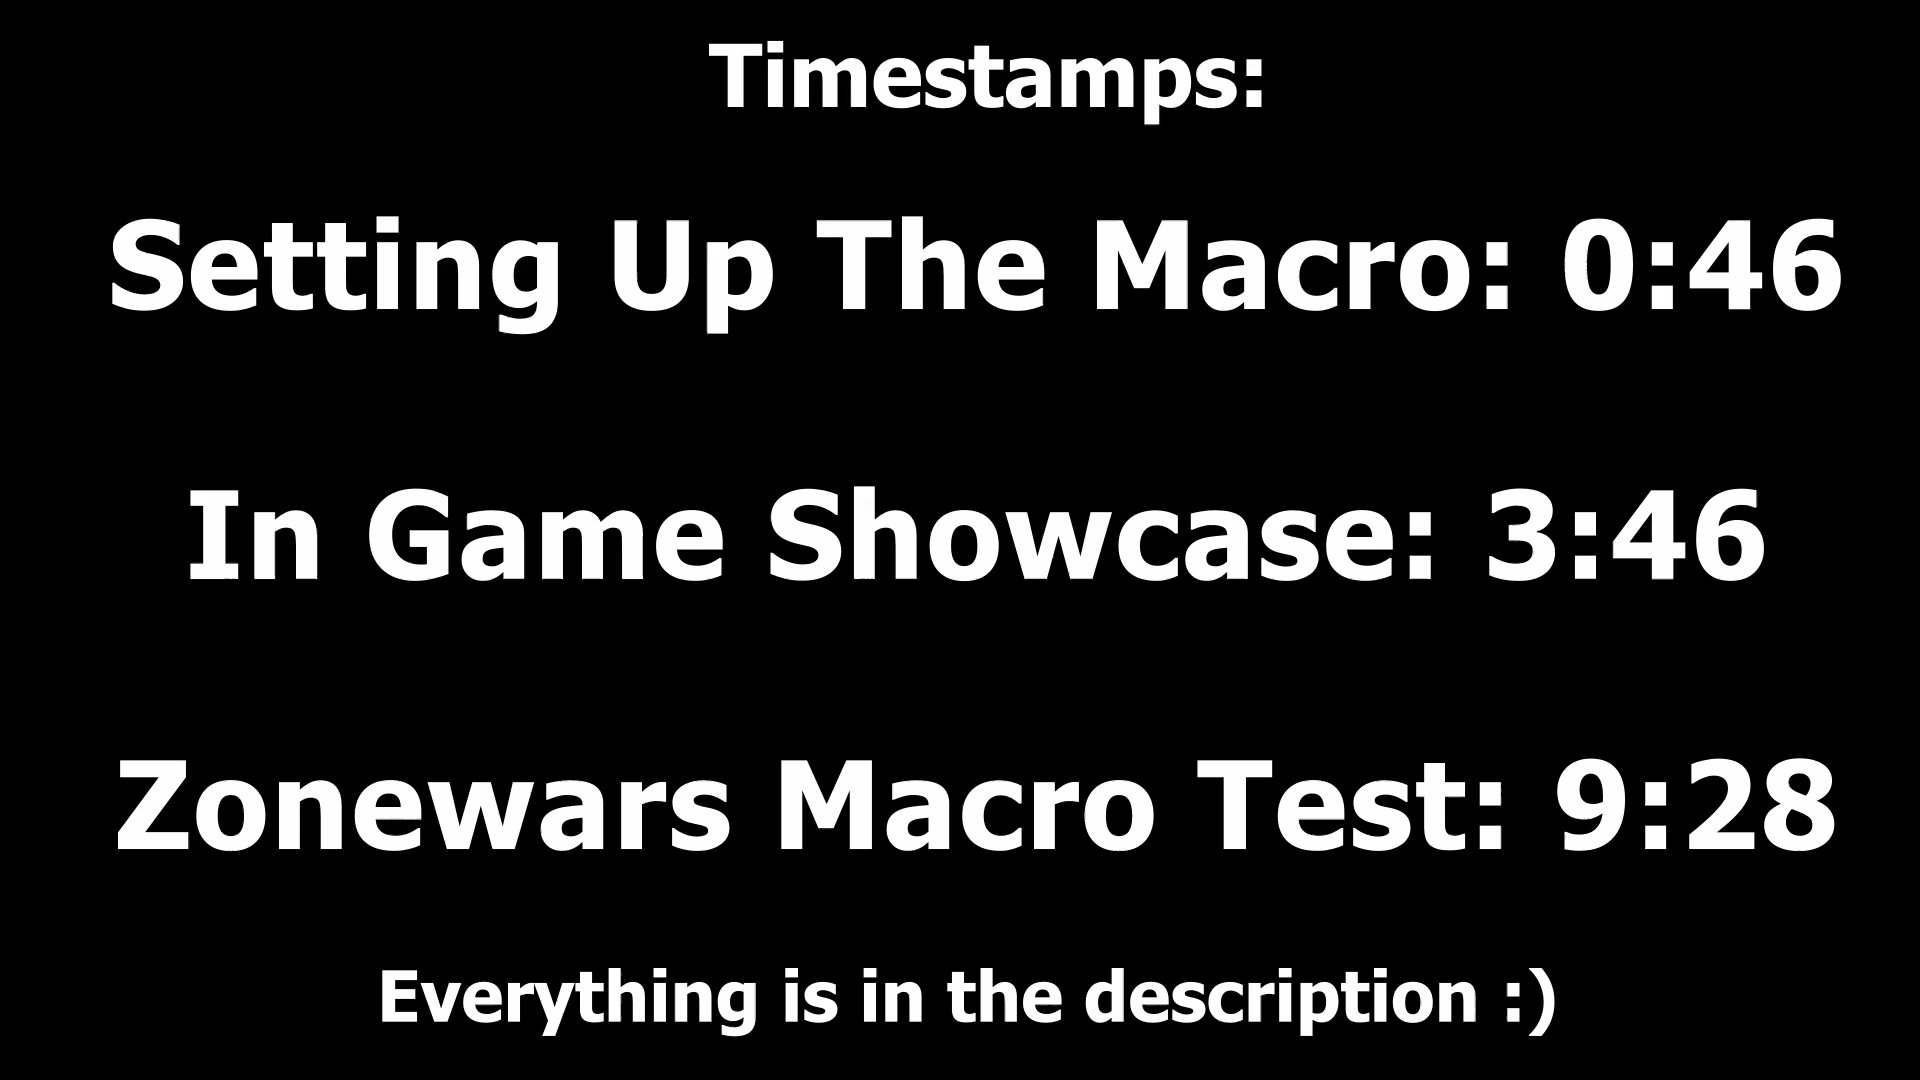 Timestamps:
Setting Up The Macro: 0:46
In Game Showcase: 3:46
Zonewars Macro Test: 9:28
Everything is in the description :)